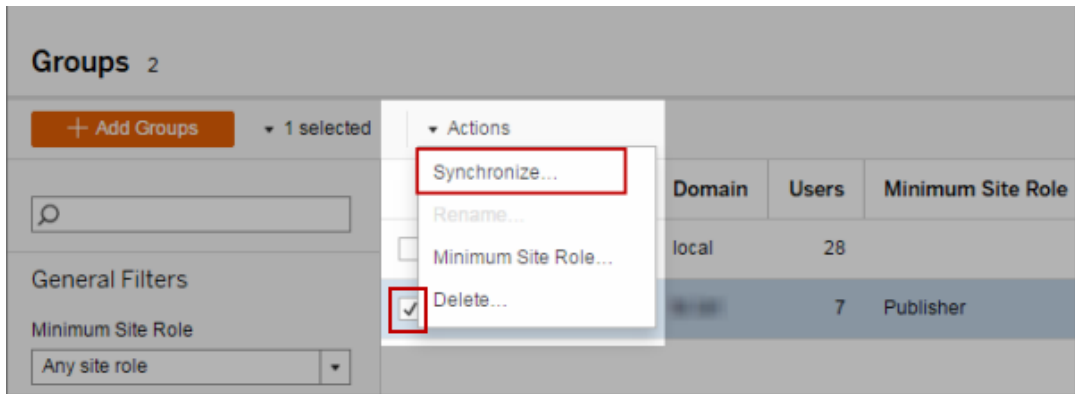 Groups 2
+ Add Groups
1 selected
Actions
Synchronize...
Rename...
Minimum Site Role...
Delete...
Domain Users Minimum Site Role
local 28
7 Publisher
General Filters
Minimum Site Role
Any site role